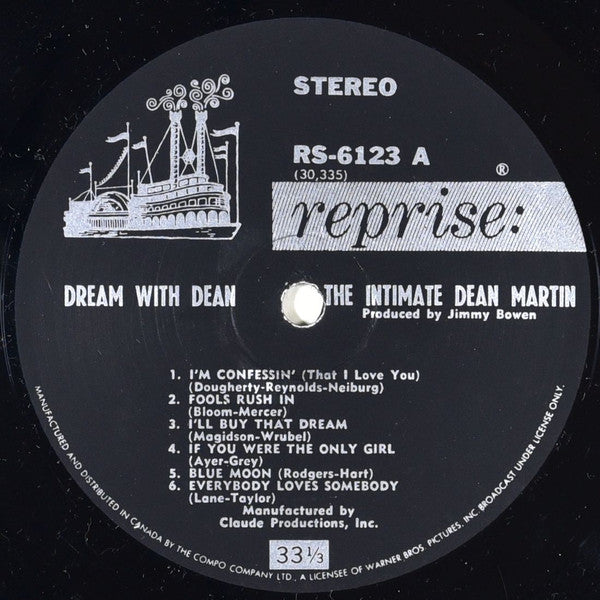 STEREO
RS-6123 A
(30,335)
®
reprise:
DREAM WITH DEAN
THE INTIMATE DEAN MARTIN
Produced by Jimmy Bowen
1. I'M CONFESSIN' (That I Love You)
(Dougherty-Reynolds-Neiburg)
2. FOOLS RUSH IN
(Bloom-Mercer)
3. I'LL BUY THAT DREAM
(Magidson-Wrubel)
4. IF YOU WERE THE ONLY GIRL
(Ayer-Grey)
5. BLUE MOON (Rodgers-Hart)
6. EVERYBODY LOVES SOMEBODY
(Lane-Taylor)
Manufactured by
Claude Productions, Inc.
33⅓
MANUFACTURED AND DISTRIBUTED IN CANADA BY THE COMPO COMPANY LTD., A LICENSEE OF WARNER BROS. PICTURES, INC. BROADCAST UNDER LICENSE ONLY.